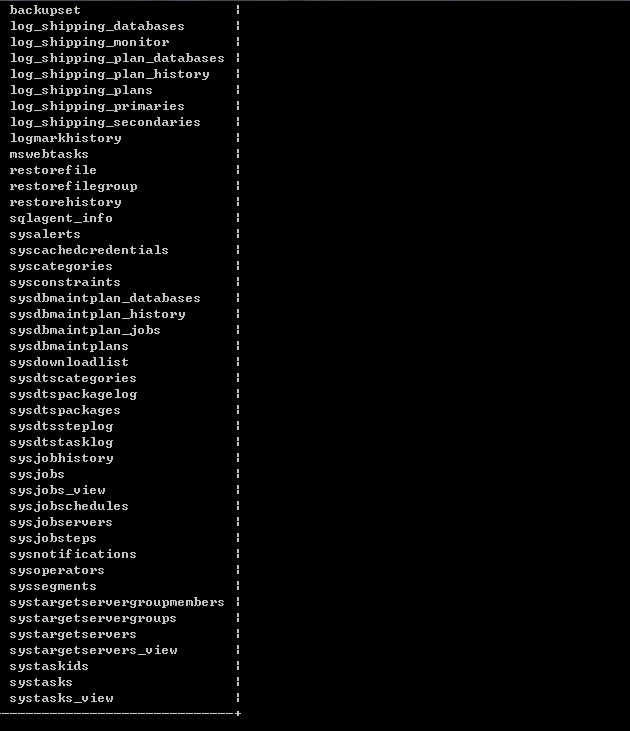 backupset |
log_shipping_databases |
log_shipping_monitor |
log_shipping_plan_databases |
log_shipping_plan_history |
log_shipping_plans |
log_shipping_primaries |
log_shipping_secondaries |
logmarkhistory |
mswebtasks |
restorefile |
restorefilegroup |
restorehistory |
sqlagent_info |
sysalerts |
syscachedcredentials |
syscategories |
sysconstraints |
sysdbmaintplan_databases |
sysdbmaintplan_history |
sysdbmaintplan_jobs |
sysdbmaintplans |
sysdownloadlist |
sysdtscategories |
sysdtspackagelog |
sysdtspackages |
sysdtssteplog |
sysdtstasklog |
sysjobhistory |
sysjobs |
sysjobs_view |
sysjobschedules |
sysjobservers |
sysjobsteps |
sysnotifications |
sysoperators |
syssegments |
systargetservergroupmembers |
systargetservergroups |
systargetservers |
systargetservers_view |
systaskids |
systasks |
systasks_view |
-----------------------------+